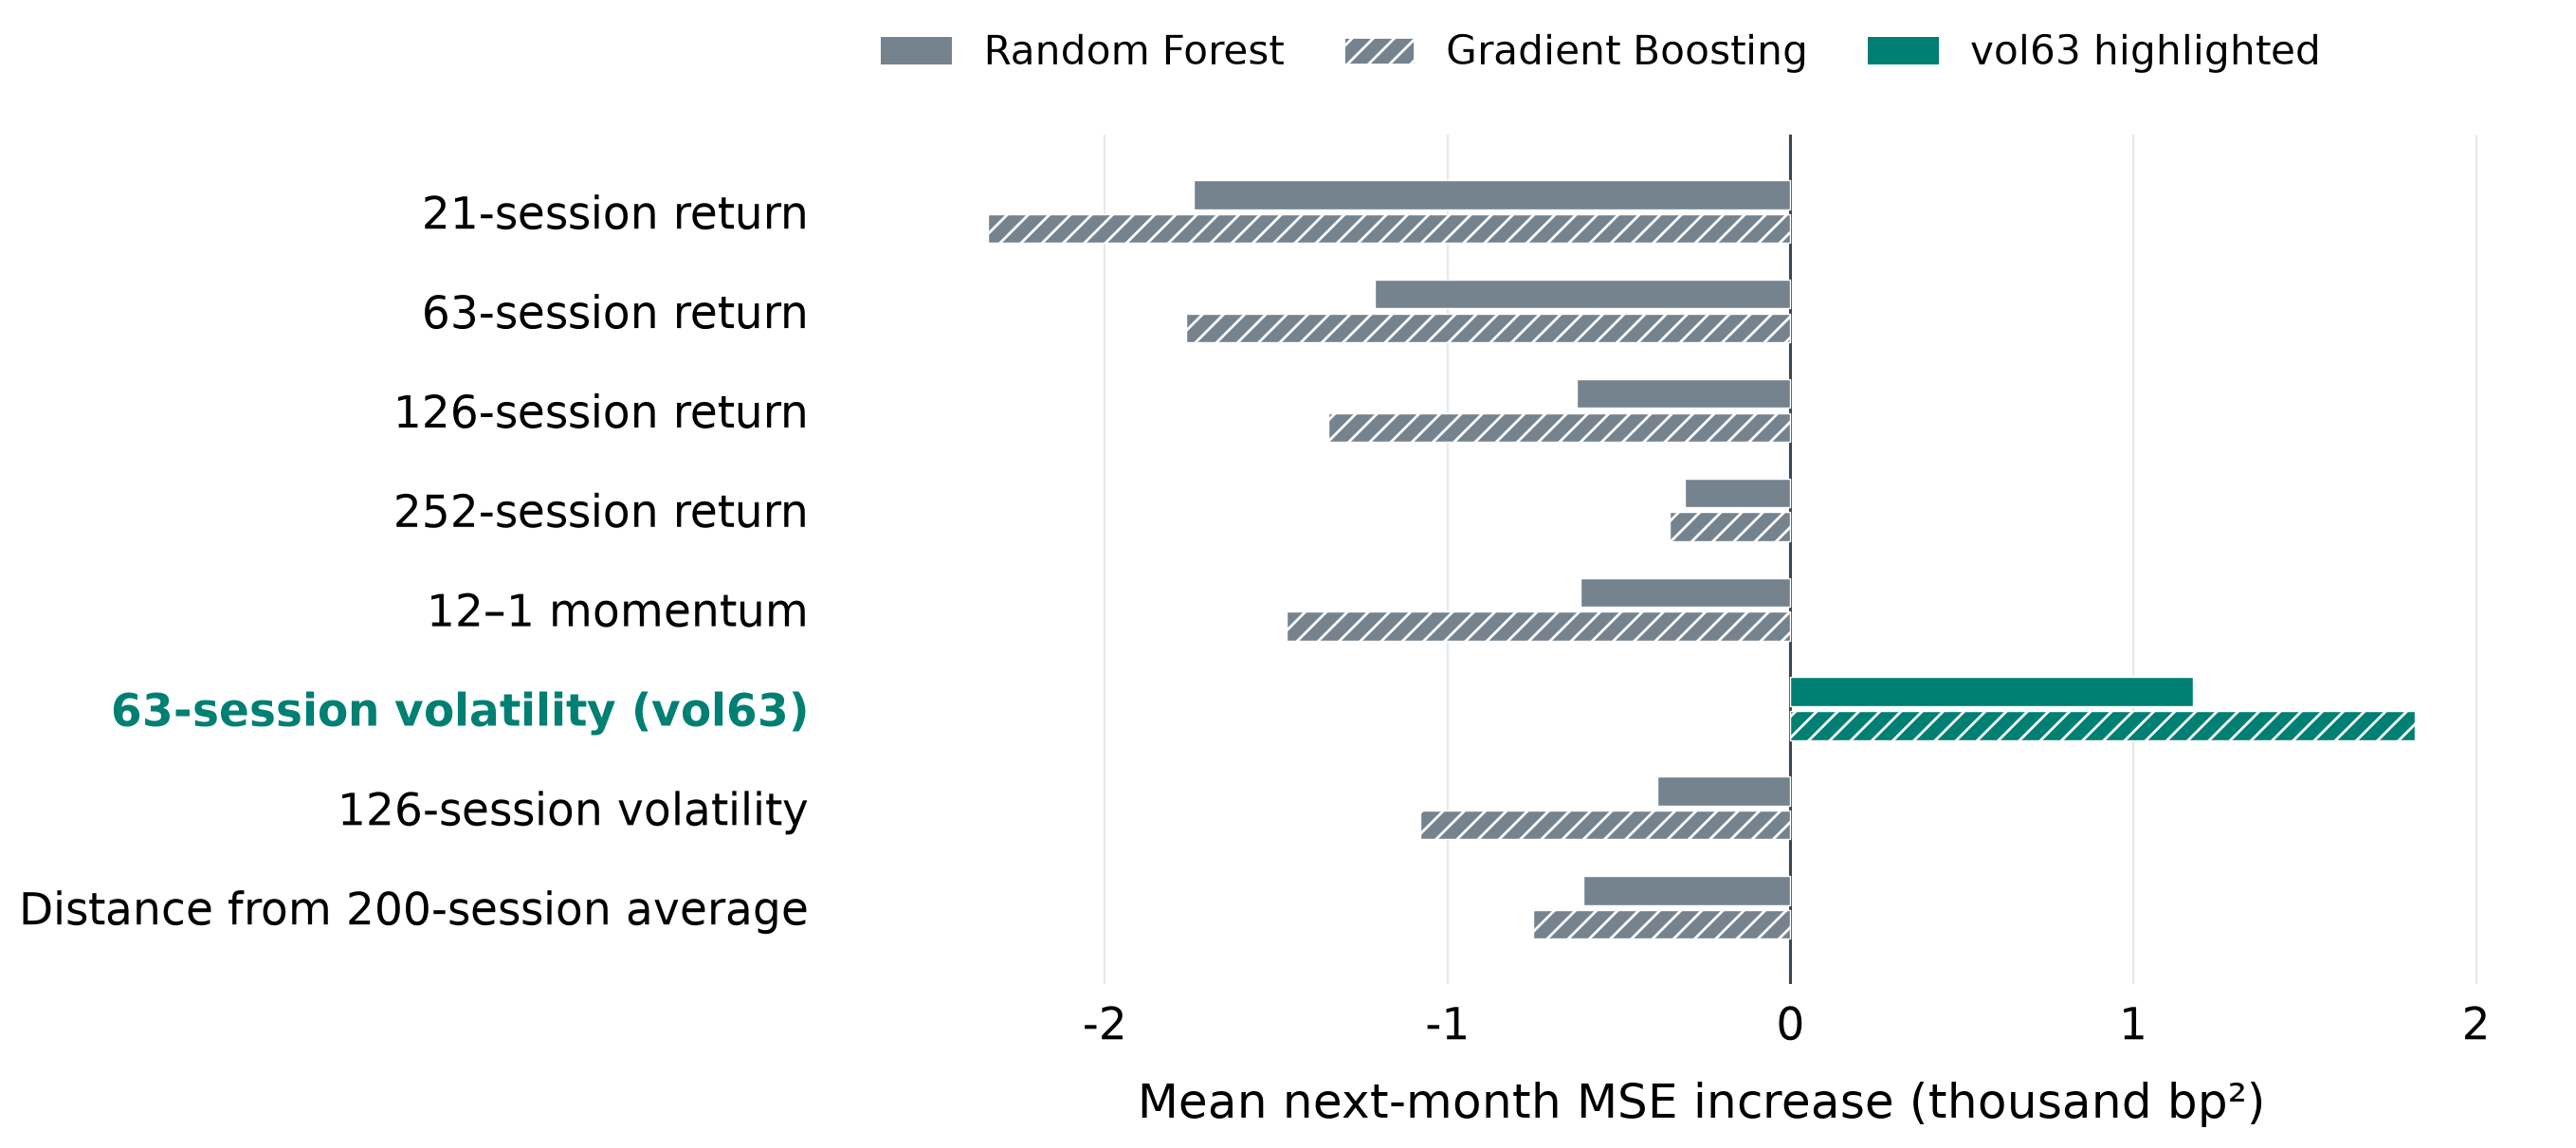 Random Forest
Gradient Boosting
vol63 highlighted
21-session return
63-session return
126-session return
252-session return
12–1 momentum
63-session volatility (vol63)
126-session volatility
Distance from 200-session average
-2 -1 0 1 2
Mean next-month MSE increase (thousand bp²)